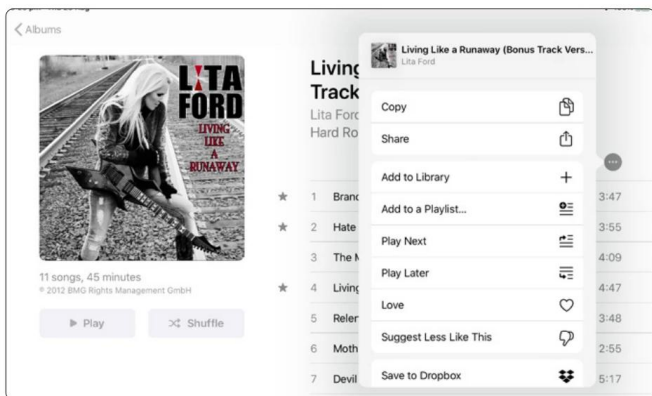 Albums
LITA
FORD
LIVING
LIKE
A
RUNAWAY
11 songs, 45 minutes
℗ 2012 BMG Rights Management GmbH
Play
Shuffle
Living
Track
Lita Ford
Hard Ro
1 Branc 3:47
2 Hate 3:55
3 The M 4:09
4 Living 4:47
5 Relen 3:48
6 Moth 2:55
7 Devil 5:17
Living Like a Runaway (Bonus Track Vers...
Lita Ford
Copy
Share
Add to Library
Add to a Playlist...
Play Next
Play Later
Love
Suggest Less Like This
Save to Dropbox